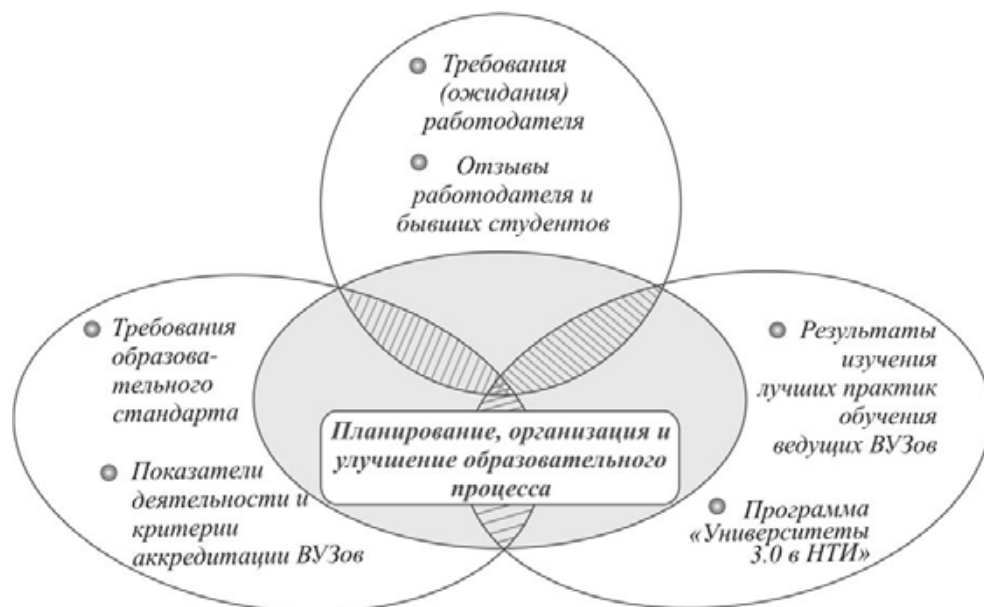 Требования
(ожидания)
работодателя
Отзывы
работодателя и
бывших студентов
Требования
образова-
тельного
стандарта
Показатели
деятельности и
критерии
аккредитации ВУЗов
Планирование, организация и
улучшение образовательного
процесса
Результаты
изучения
лучших практик
обучения
ведущих ВУЗов
Программа
«Университеты
3.0 в НТИ»